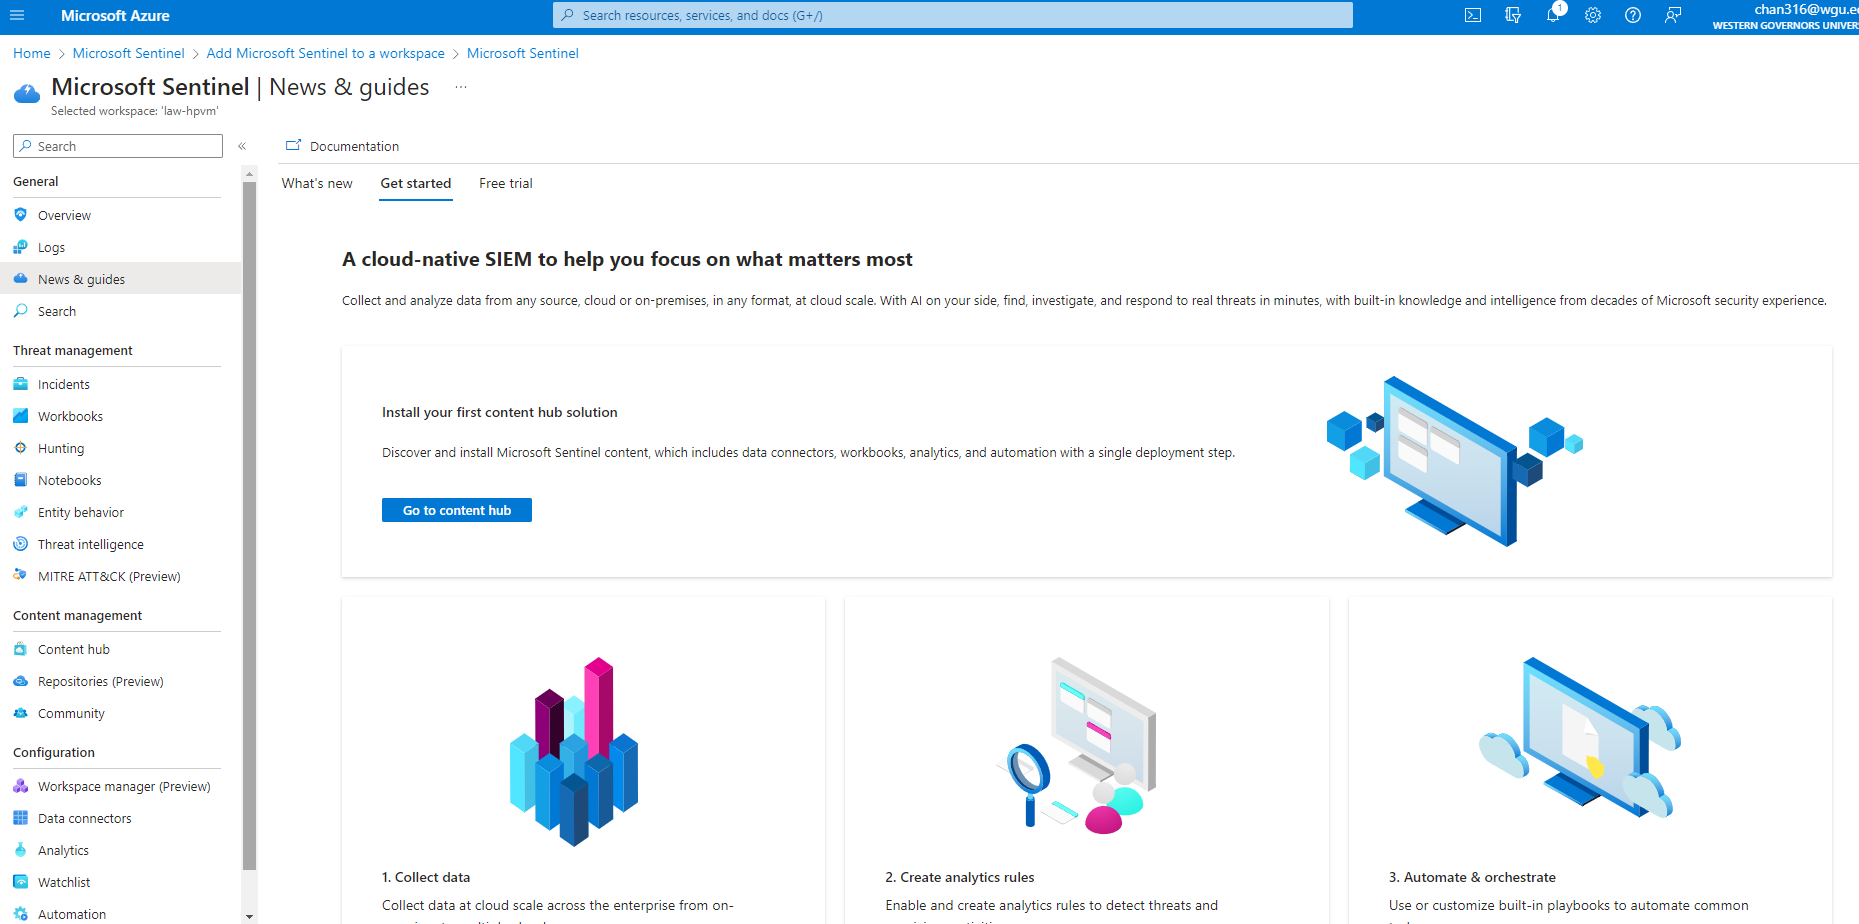 Microsoft Azure
Search resources, services, and docs (G+/)
1
chan316@wgu.e
WESTERN GOVERNORS UNIVER
Home > Microsoft Sentinel > Add Microsoft Sentinel to a workspace > Microsoft Sentinel
Microsoft Sentinel | News & guides ...
Selected workspace: 'law-hpvm'
Search
«
Documentation
General
Overview
Logs
News & guides
Search
Threat management
Incidents
Workbooks
Hunting
Notebooks
Entity behavior
Threat intelligence
MITRE ATT&CK (Preview)
Content management
Content hub
Repositories (Preview)
Community
Configuration
Workspace manager (Preview)
Data connectors
Analytics
Watchlist
Automation
What's new Get started Free trial
A cloud-native SIEM to help you focus on what matters most
Collect and analyze data from any source, cloud or on-premises, in any format, at cloud scale. With AI on your side, find, investigate, and respond to real threats in minutes, with built-in knowledge and intelligence from decades of Microsoft security experience.
Install your first content hub solution
Discover and install Microsoft Sentinel content, which includes data connectors, workbooks, analytics, and automation with a single deployment step.
Go to content hub
1. Collect data
Collect data at cloud scale across the enterprise from on-
2. Create analytics rules
Enable and create analytics rules to detect threats and
3. Automate & orchestrate
Use or customize built-in playbooks to automate common